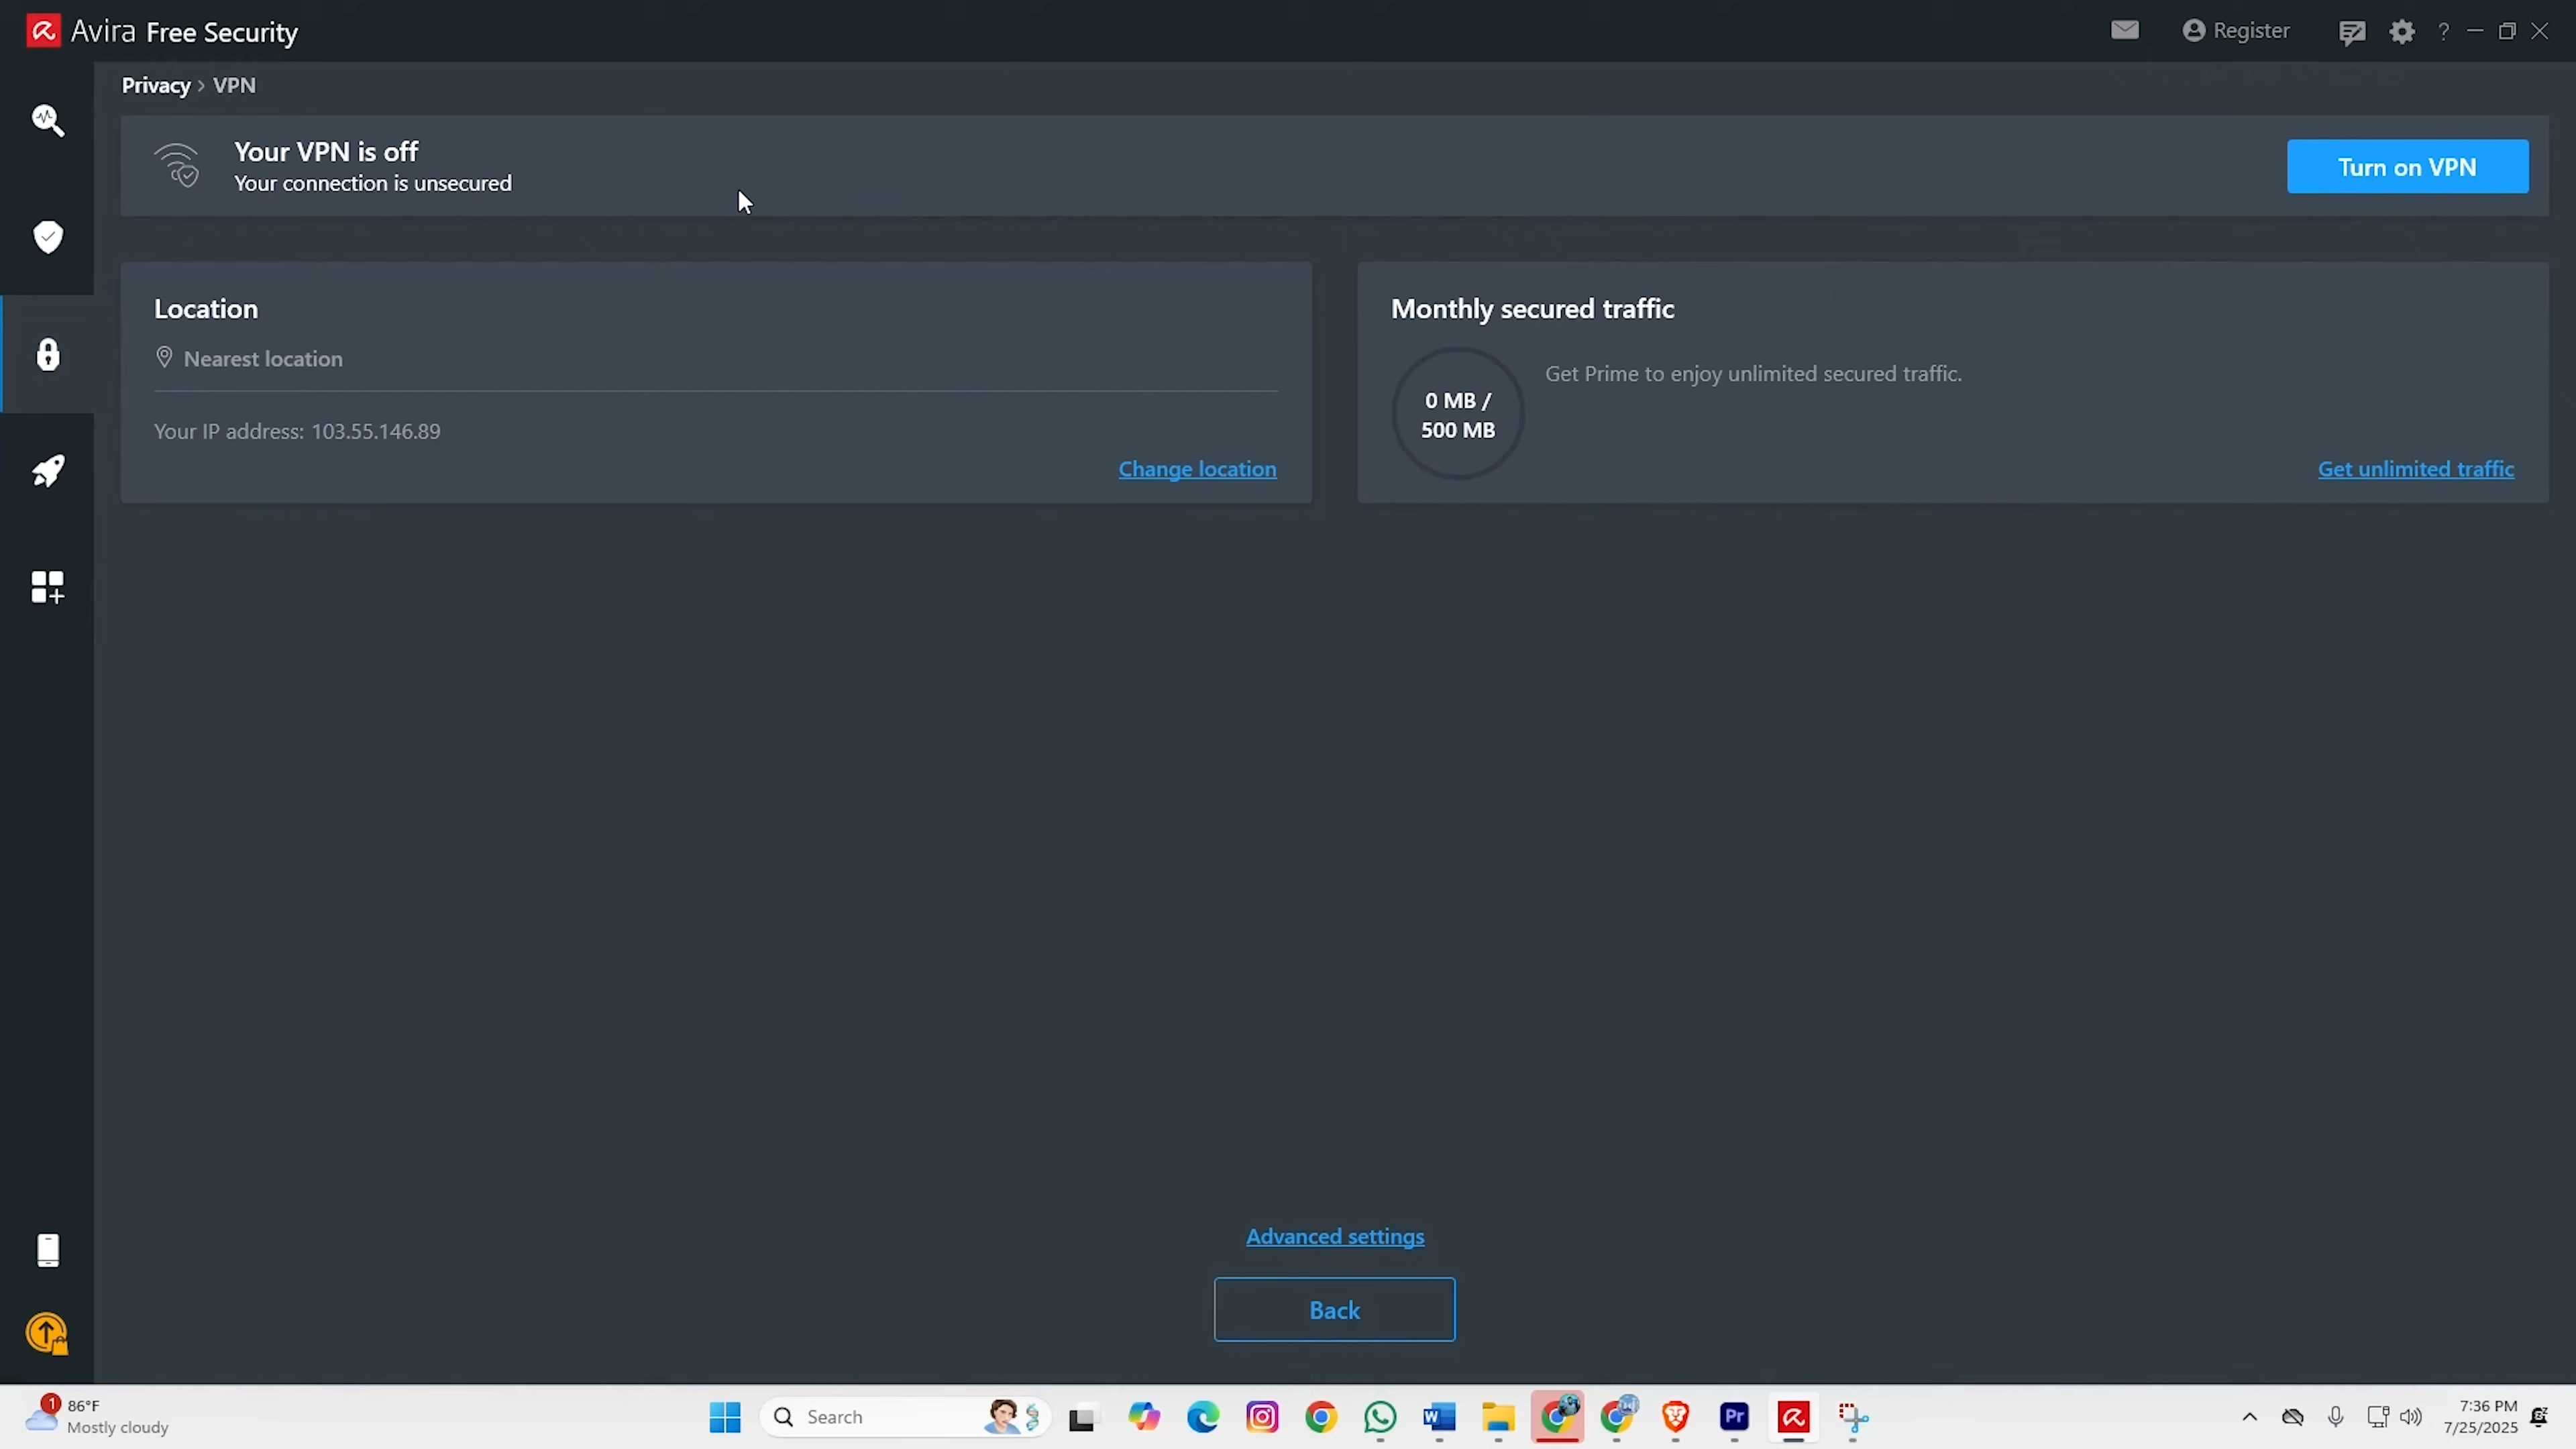 Avira Free Security
Register
?
Privacy › VPN
Your VPN is off
Your connection is unsecured
Turn on VPN
Location
Nearest location
Your IP address: 103.55.146.89
Change location
Monthly secured traffic
0 MB /
500 MB
Get Prime to enjoy unlimited secured traffic.
Get unlimited traffic
Advanced settings
Back
1
86°F
Mostly cloudy
Search
W
Pr
7:36 PM
7/25/2025